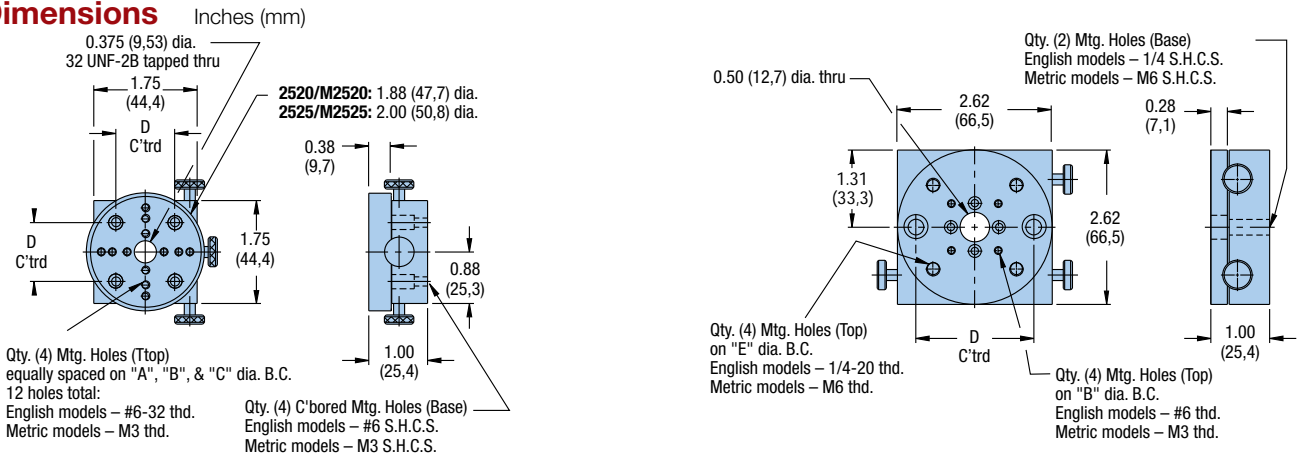 Dimensions Inches (mm)
0.375 (9,53) dia.
32 UNF-2B tapped thru
1.75
(44,4)
D
C'trd
2520/M2520: 1.88 (47,7) dia.
2525/M2525: 2.00 (50,8) dia.
0.38
(9,7)
D
C'trd
1.75
(44,4)
0.88
(25,3)
1.00
(25,4)
Qty. (4) Mtg. Holes (Ttop)
equally spaced on "A", "B", & "C" dia. B.C.
12 holes total:
English models – #6-32 thd.
Metric models – M3 thd.
Qty. (4) C'bored Mtg. Holes (Base)
English models – #6 S.H.C.S.
Metric models – M3 S.H.C.S.
Qty. (2) Mtg. Holes (Base)
English models – 1/4 S.H.C.S.
Metric models – M6 S.H.C.S.
0.50 (12,7) dia. thru
2.62
(66,5)
0.28
(7,1)
1.31
(33,3)
2.62
(66,5)
Qty. (4) Mtg. Holes (Top)
on "E" dia. B.C.
English models – 1/4-20 thd.
Metric models – M6 thd.
D
C'trd
1.00
(25,4)
Qty. (4) Mtg. Holes (Top)
on "B" dia. B.C.
English models – #6 thd.
Metric models – M3 thd.